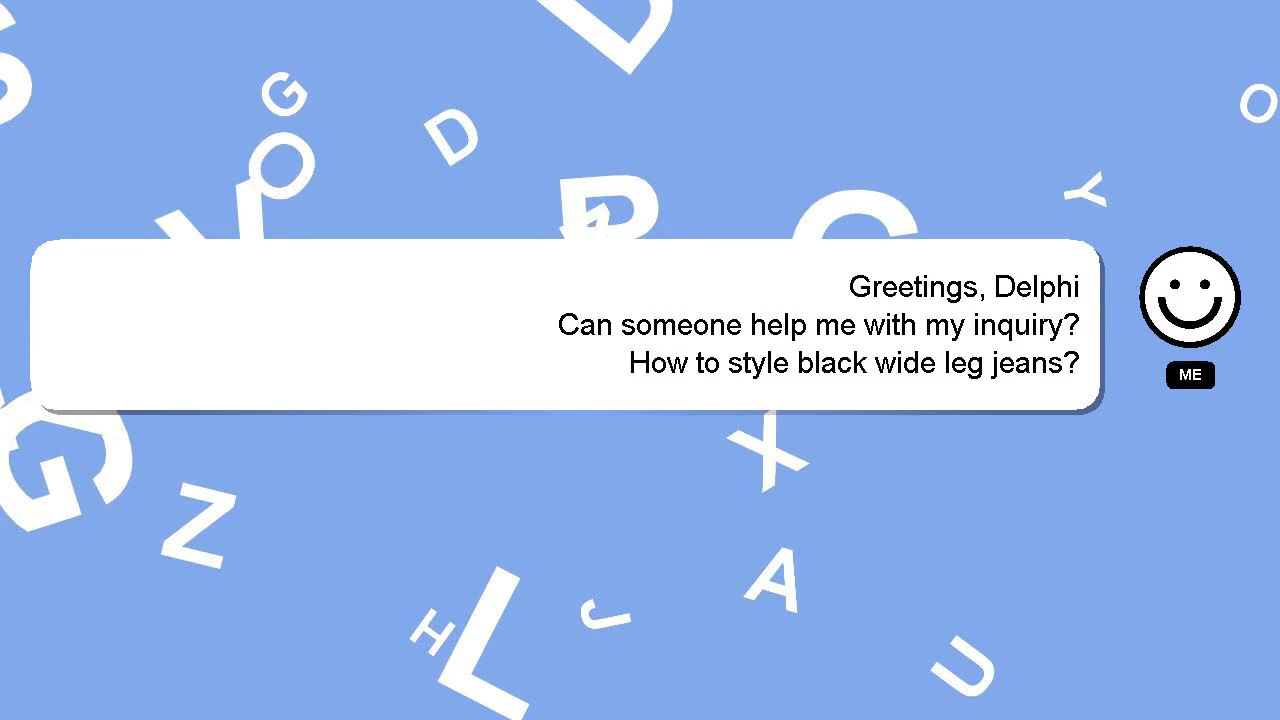 S
G
D
D
O
O
V
R
A
C
Y
Greetings, Delphi
Can someone help me with my inquiry?
How to style black wide leg jeans?
ME
G
X
Z
A
H
L
J
U